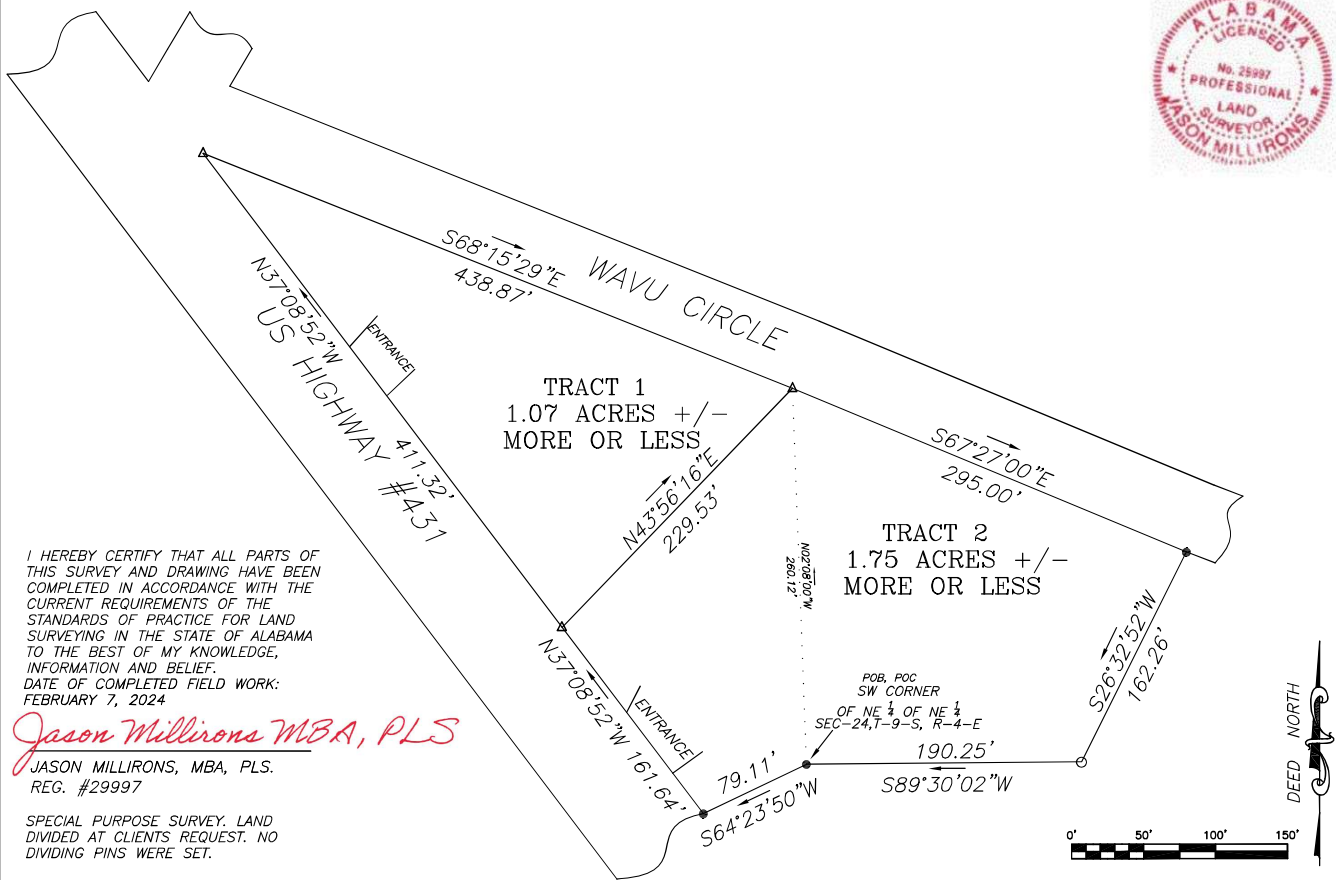 ALABAMA
LICENSED
No. 25997
PROFESSIONAL
LAND
SURVEYOR
JASON MILLIRONS
S68°15'29"E
438.87'
WAVU CIRCLE
N37°08'52"W
US HIGHWAY #431
411.32'
ENTRANCE
TRACT 1
1.07 ACRES +/-
MORE OR LESS
N43°56'16"E
229.53'
S67°27'00"E
295.00'
TRACT 2
1.75 ACRES +/-
MORE OR LESS
N02°08'00"W
260.12'
S26°32'52"W
162.26'
POB, POC
SW CORNER
OF NE 1/4 OF NE 1/4
SEC-24,T-9-S, R-4-E
190.25'
S89°30'02"W
79.11'
S64°23'50"W
N37°08'52"W 161.64'
ENTRANCE
I HEREBY CERTIFY THAT ALL PARTS OF
THIS SURVEY AND DRAWING HAVE BEEN
COMPLETED IN ACCORDANCE WITH THE
CURRENT REQUIREMENTS OF THE
STANDARDS OF PRACTICE FOR LAND
SURVEYING IN THE STATE OF ALABAMA
TO THE BEST OF MY KNOWLEDGE,
INFORMATION AND BELIEF.
DATE OF COMPLETED FIELD WORK:
FEBRUARY 7, 2024
Jason Millirons MBA, PLS
JASON MILLIRONS, MBA, PLS.
REG. #29997
SPECIAL PURPOSE SURVEY. LAND
DIVIDED AT CLIENTS REQUEST. NO
DIVIDING PINS WERE SET.
DEED NORTH
0' 50' 100' 150'